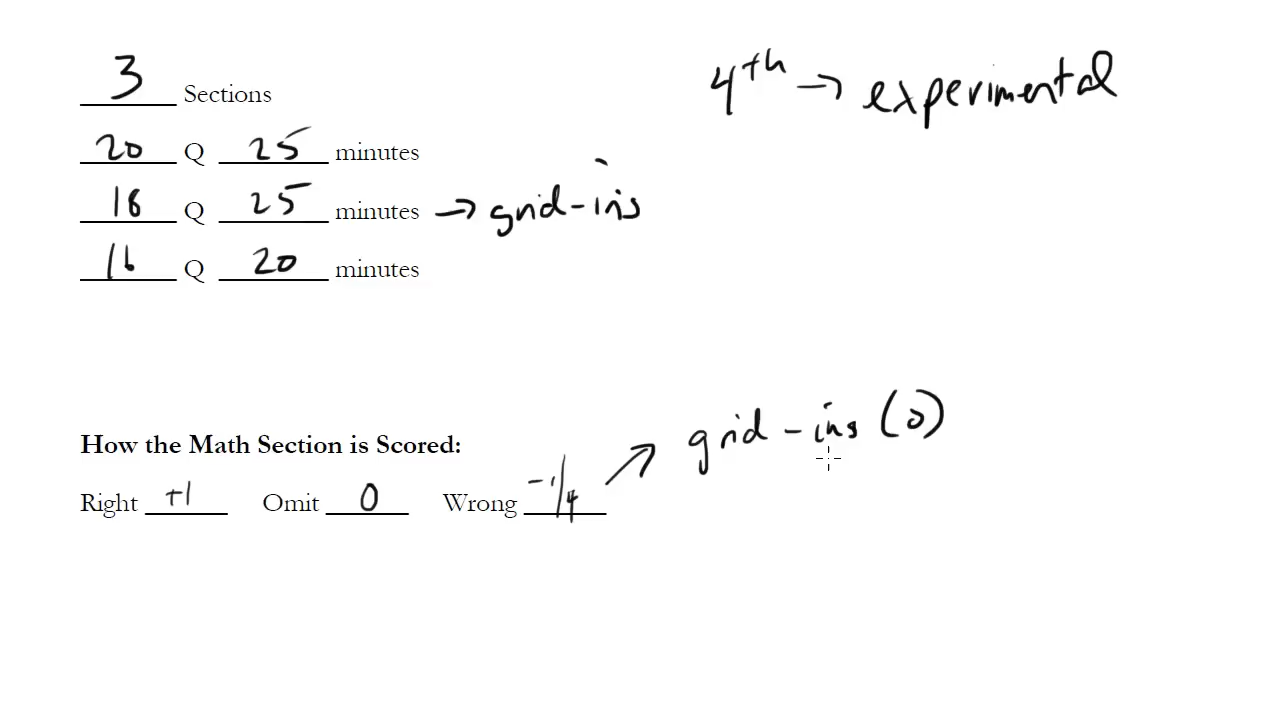 3 Sections
4th → experimental
20 Q 25 minutes
18 Q 25 minutes → grid-ins
16 Q 20 minutes
How the Math Section is Scored:
grid-ins (0)
Right +1 Omit 0 Wrong -1/4